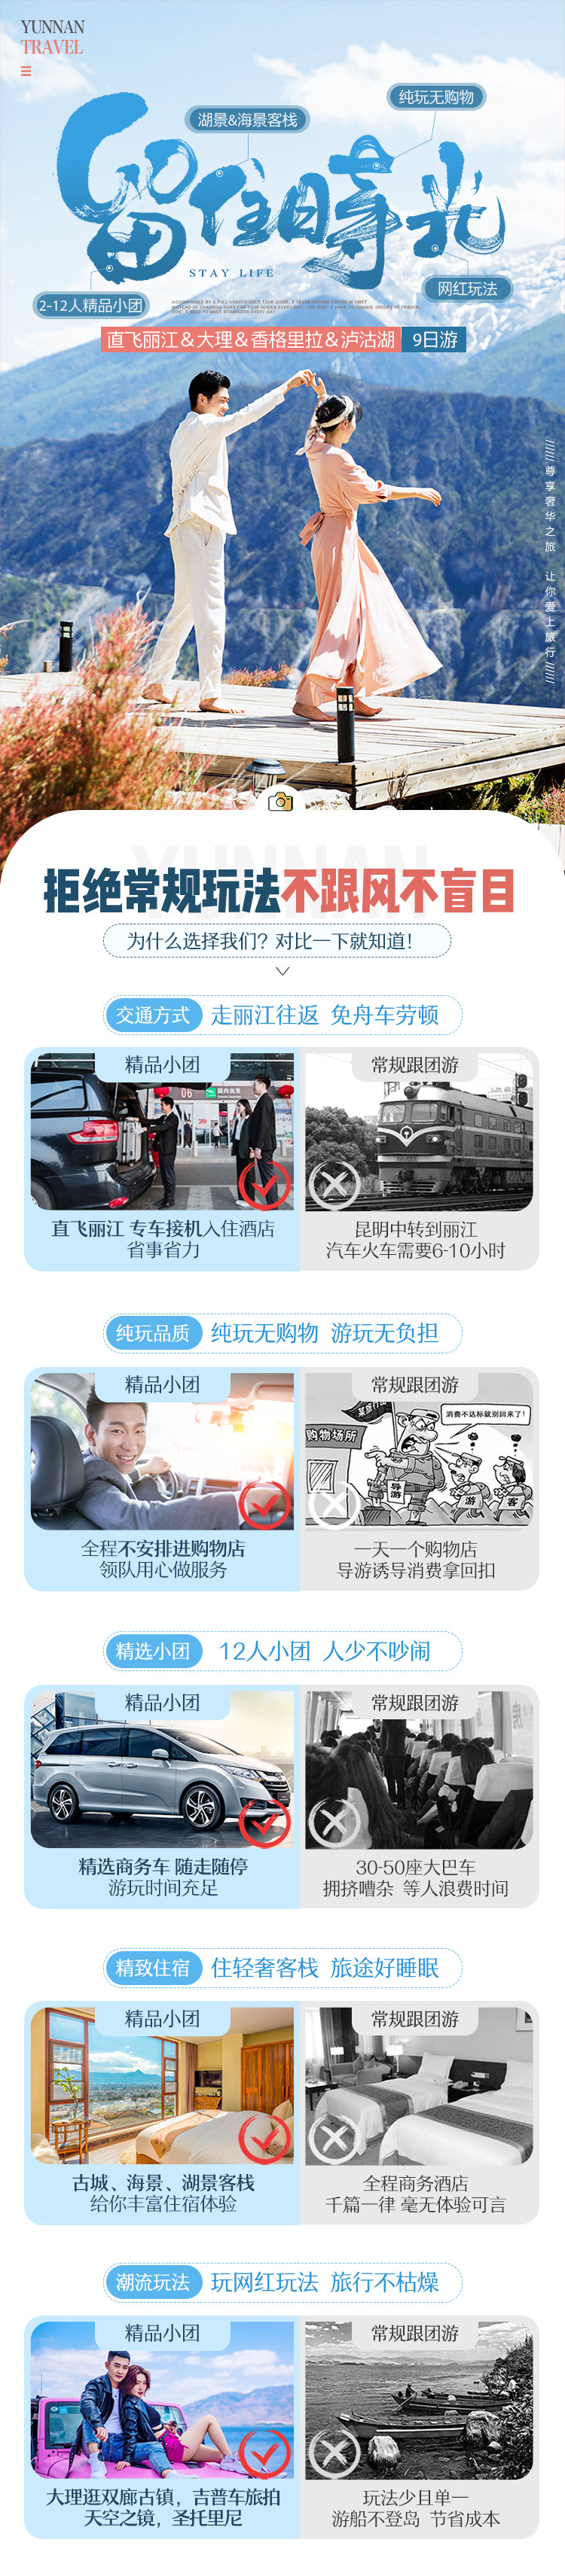 YUNNAN
TRAVEL
纯玩无购物
湖景&海景客栈
留住时光
STAY LIFE
网红玩法
2-12人精品小团
直飞丽江&大理&香格里拉&泸沽湖 9日游
////// 尊享奢华之旅 让你爱上旅行 //////
YUNNAN
拒绝常规玩法不跟风不盲目
为什么选择我们？对比一下就知道！
交通方式 走丽江往返 免舟车劳顿
精品小团 常规跟团游
06 国内出发
直飞丽江 专车接机入住酒店
省事省力
昆明中转到丽江
汽车火车需要6-10小时
纯玩品质 纯玩无购物 游玩无负担
精品小团 常规跟团游
消费不达标就别回来了！
购物场所
导游
游
客
全程不安排进购物店
领队用心做服务
一天一个购物店
导游诱导消费拿回扣
精选小团 12人小团 人少不吵闹
精品小团 常规跟团游
精选商务车 随走随停
游玩时间充足
30-50座大巴车
拥挤嘈杂 等人浪费时间
精致住宿 住轻奢客栈 旅途好睡眠
精品小团 常规跟团游
古城、海景、湖景客栈
给你丰富住宿体验
全程商务酒店
千篇一律 毫无体验可言
潮流玩法 玩网红玩法 旅行不枯燥
精品小团 常规跟团游
大理逛双廊古镇，吉普车旅拍
天空之镜，圣托里尼
玩法少且单一
游船不登岛 节省成本